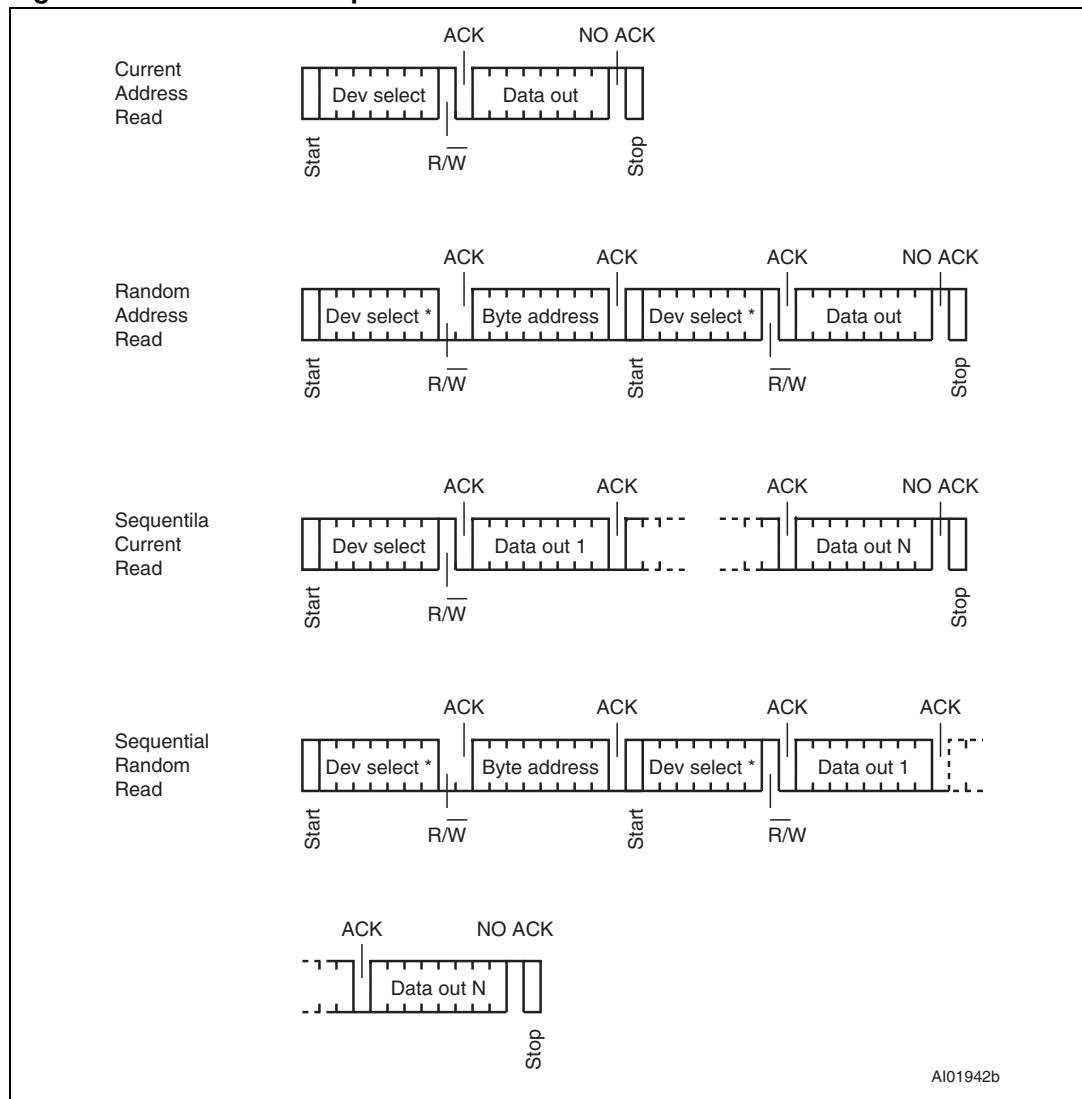 ACK NO ACK
Current
Address
Read
Dev select Data out
Start R/W̅ Stop
ACK ACK ACK NO ACK
Random
Address
Read
Dev select * Byte address Dev select * Data out
Start R/W̅ Start R̅/W Stop
ACK ACK ACK NO ACK
Sequentila
Current
Read
Dev select Data out 1 Data out N
Start R/W̅ Stop
ACK ACK ACK ACK
Sequential
Random
Read
Dev select * Byte address Dev select * Data out 1
Start R/W̅ Start R̅/W
ACK NO ACK
Data out N
Stop
AI01942b